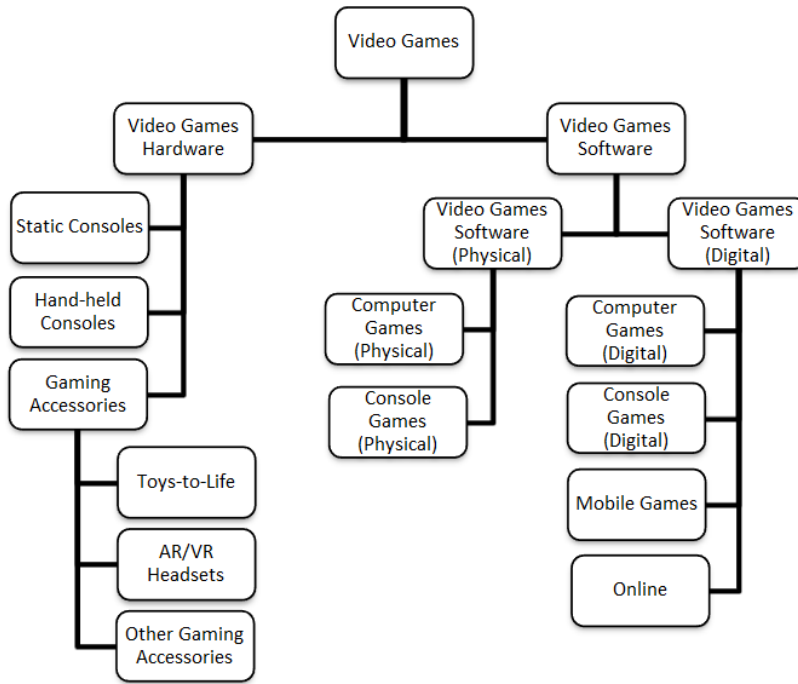 Video Games
Video Games
Hardware
Video Games
Software
Static Consoles
Hand-held
Consoles
Gaming
Accessories
Toys-to-Life
AR/VR
Headsets
Other Gaming
Accessories
Video Games
Software
(Physical)
Computer
Games
(Physical)
Console
Games
(Physical)
Video Games
Software
(Digital)
Computer
Games
(Digital)
Console
Games
(Digital)
Mobile Games
Online